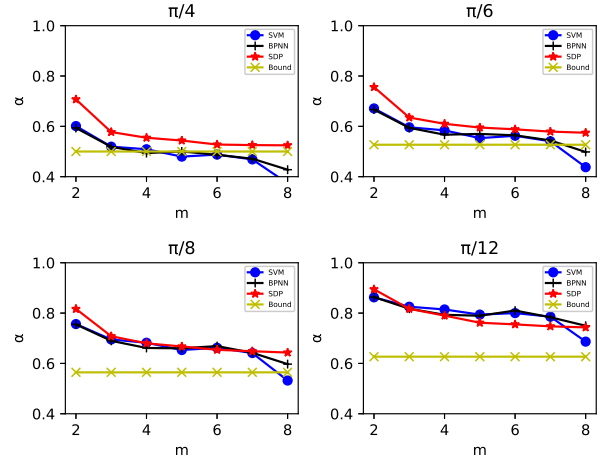 π/4
1.0
0.8
0.6
0.4
α
2 4 6 8
m
SVM
BPNN
SDP
Bound
π/6
1.0
0.8
0.6
0.4
α
2 4 6 8
m
SVM
BPNN
SDP
Bound
π/8
1.0
0.8
0.6
0.4
α
2 4 6 8
m
SVM
BPNN
SDP
Bound
π/12
1.0
0.8
0.6
0.4
α
2 4 6 8
m
SVM
BPNN
SDP
Bound